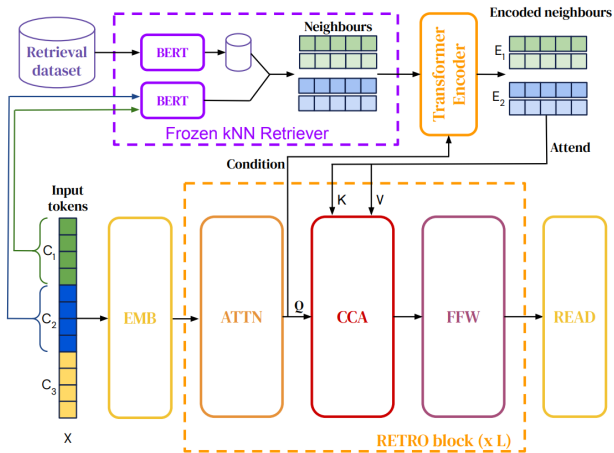 Neighbours
Encoded neighbours
Retrieval
dataset
BERT
BERT
Frozen kNN Retriever
Transformer
Encoder
E1
E2
Condition
Attend
Input
tokens
K
V
C1
C2
C3
X
EMB
ATTN
Q
CCA
FFW
READ
RETRO block (x L)